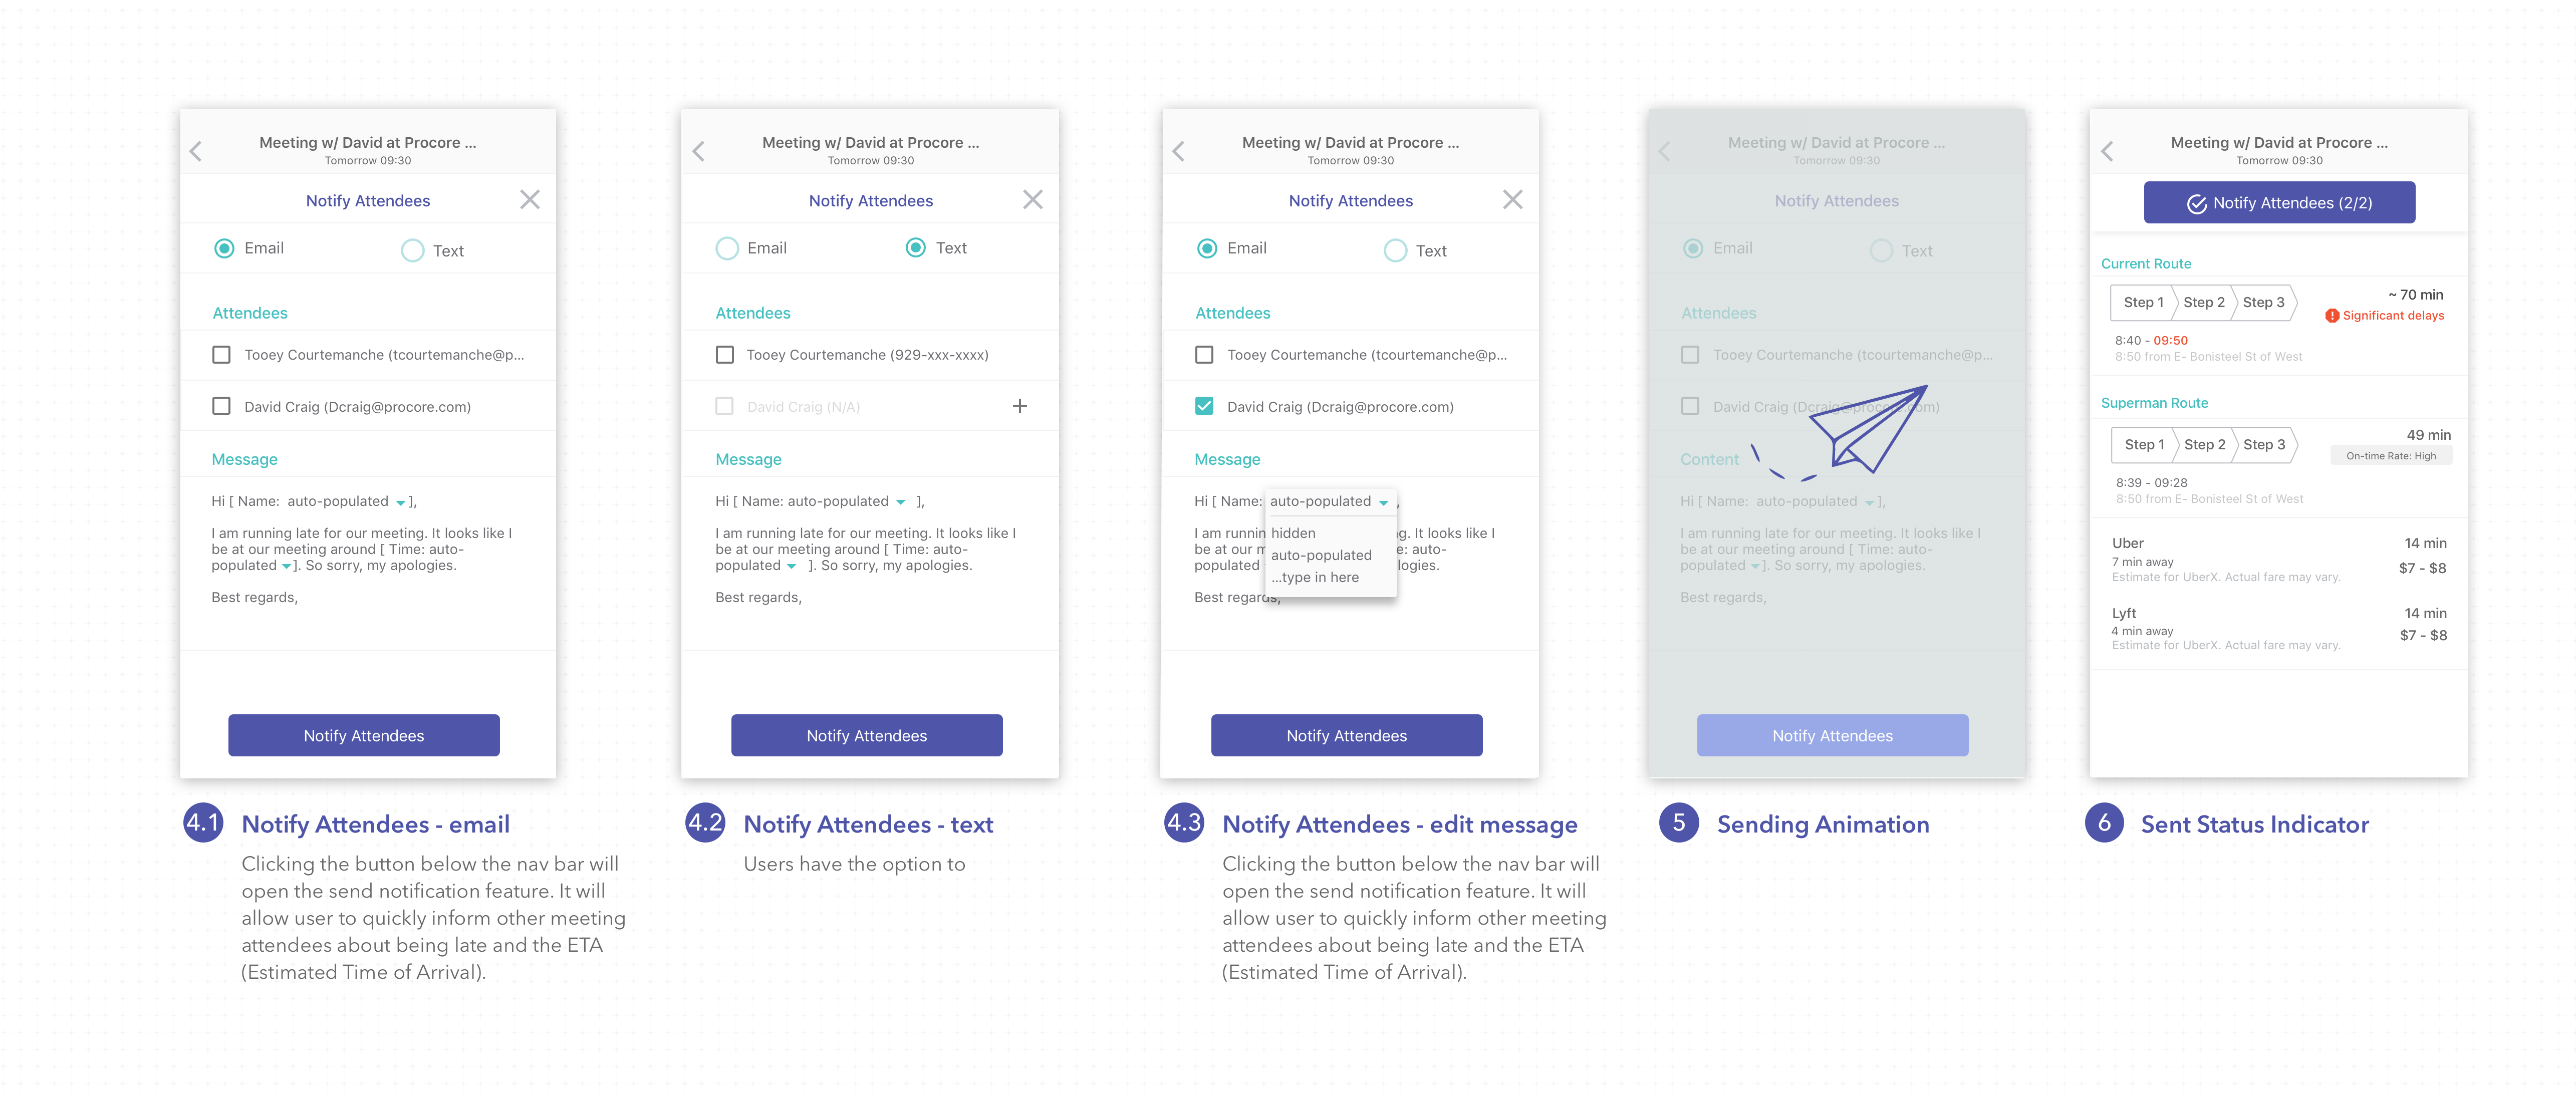 Meeting w/ David at Procore ...
Tomorrow 09:30
Notify Attendees
Email
Text
Attendees
Tooey Courtemanche (tcourtemanche@p...
David Craig (Dcraig@procore.com)
Message
Hi [ Name:  auto-populated ],
I am running late for our meeting. It looks like I
be at our meeting around [ Time: auto-
populated ]. So sorry, my apologies.
Best regards,
Notify Attendees
4.1 Notify Attendees - email
Clicking the button below the nav bar will
open the send notification feature. It will
allow user to quickly inform other meeting
attendees about being late and the ETA
(Estimated Time of Arrival).
Meeting w/ David at Procore ...
Tomorrow 09:30
Notify Attendees
Email
Text
Attendees
Tooey Courtemanche (929-xxx-xxxx)
David Craig (N/A)
+
Message
Hi [ Name: auto-populated ],
I am running late for our meeting. It looks like I
be at our meeting around [ Time: auto-
populated ]. So sorry, my apologies.
Best regards,
Notify Attendees
4.2 Notify Attendees - text
Users have the option to
Meeting w/ David at Procore ...
Tomorrow 09:30
Notify Attendees
Email
Text
Attendees
Tooey Courtemanche (tcourtemanche@p...
David Craig (Dcraig@procore.com)
Message
Hi [ Name: auto-populated ,
hidden
auto-populated
...type in here
I am runnin g. It looks like I
be at our m e: auto-
populated logies.
Best regards,
Notify Attendees
4.3 Notify Attendees - edit message
Clicking the button below the nav bar will
open the send notification feature. It will
allow user to quickly inform other meeting
attendees about being late and the ETA
(Estimated Time of Arrival).
Meeting w/ David at Procore ...
Tomorrow 09:30
Notify Attendees
Email
Text
Attendees
Tooey Courtemanche (tcourtemanche@p...
David Craig (Dcraig@procore.com)
Content
Hi [ Name:  auto-populated ],
I am running late for our meeting. It looks like I
be at our meeting around [ Time: auto-
populated ]. So sorry, my apologies.
Best regards,
Notify Attendees
5 Sending Animation
Meeting w/ David at Procore ...
Tomorrow 09:30
Notify Attendees (2/2)
Current Route
Step 1 Step 2 Step 3
~ 70 min
Significant delays
8:40 - 09:50
8:50 from E- Bonisteel St of West
Superman Route
Step 1 Step 2 Step 3
49 min
On-time Rate: High
8:39 - 09:28
8:50 from E- Bonisteel St of West
Uber 14 min
7 min away $7 - $8
Estimate for UberX. Actual fare may vary.
Lyft 14 min
4 min away $7 - $8
Estimate for UberX. Actual fare may vary.
6 Sent Status Indicator